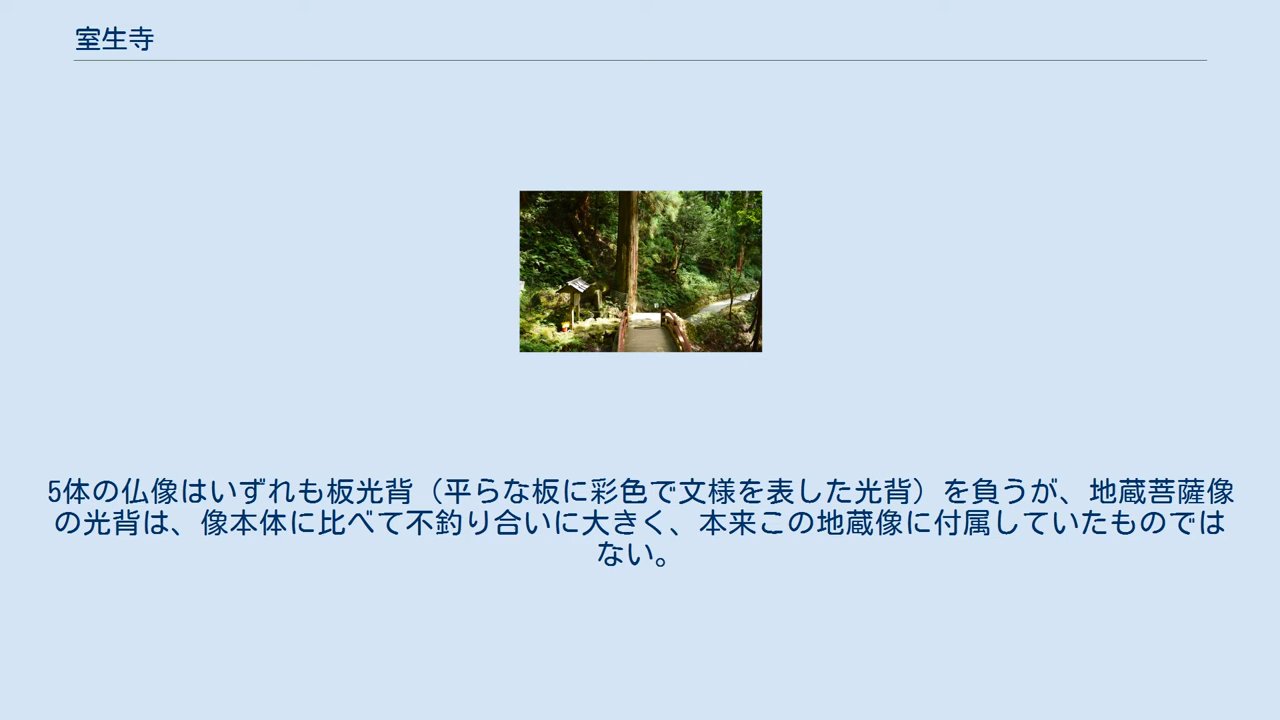 室生寺
5体の仏像はいずれも板光背（平らな板に彩色で文様を表した光背）を負うが、地蔵菩薩像
の光背は、像本体に比べて不釣り合いに大きく、本来この地蔵像に付属していたものでは
ない。